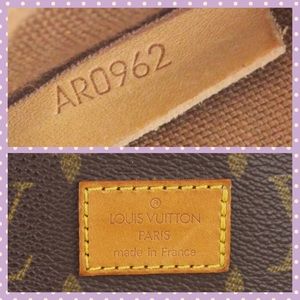 AR0962
®
LOUIS VUITTON
PARIS
made in France